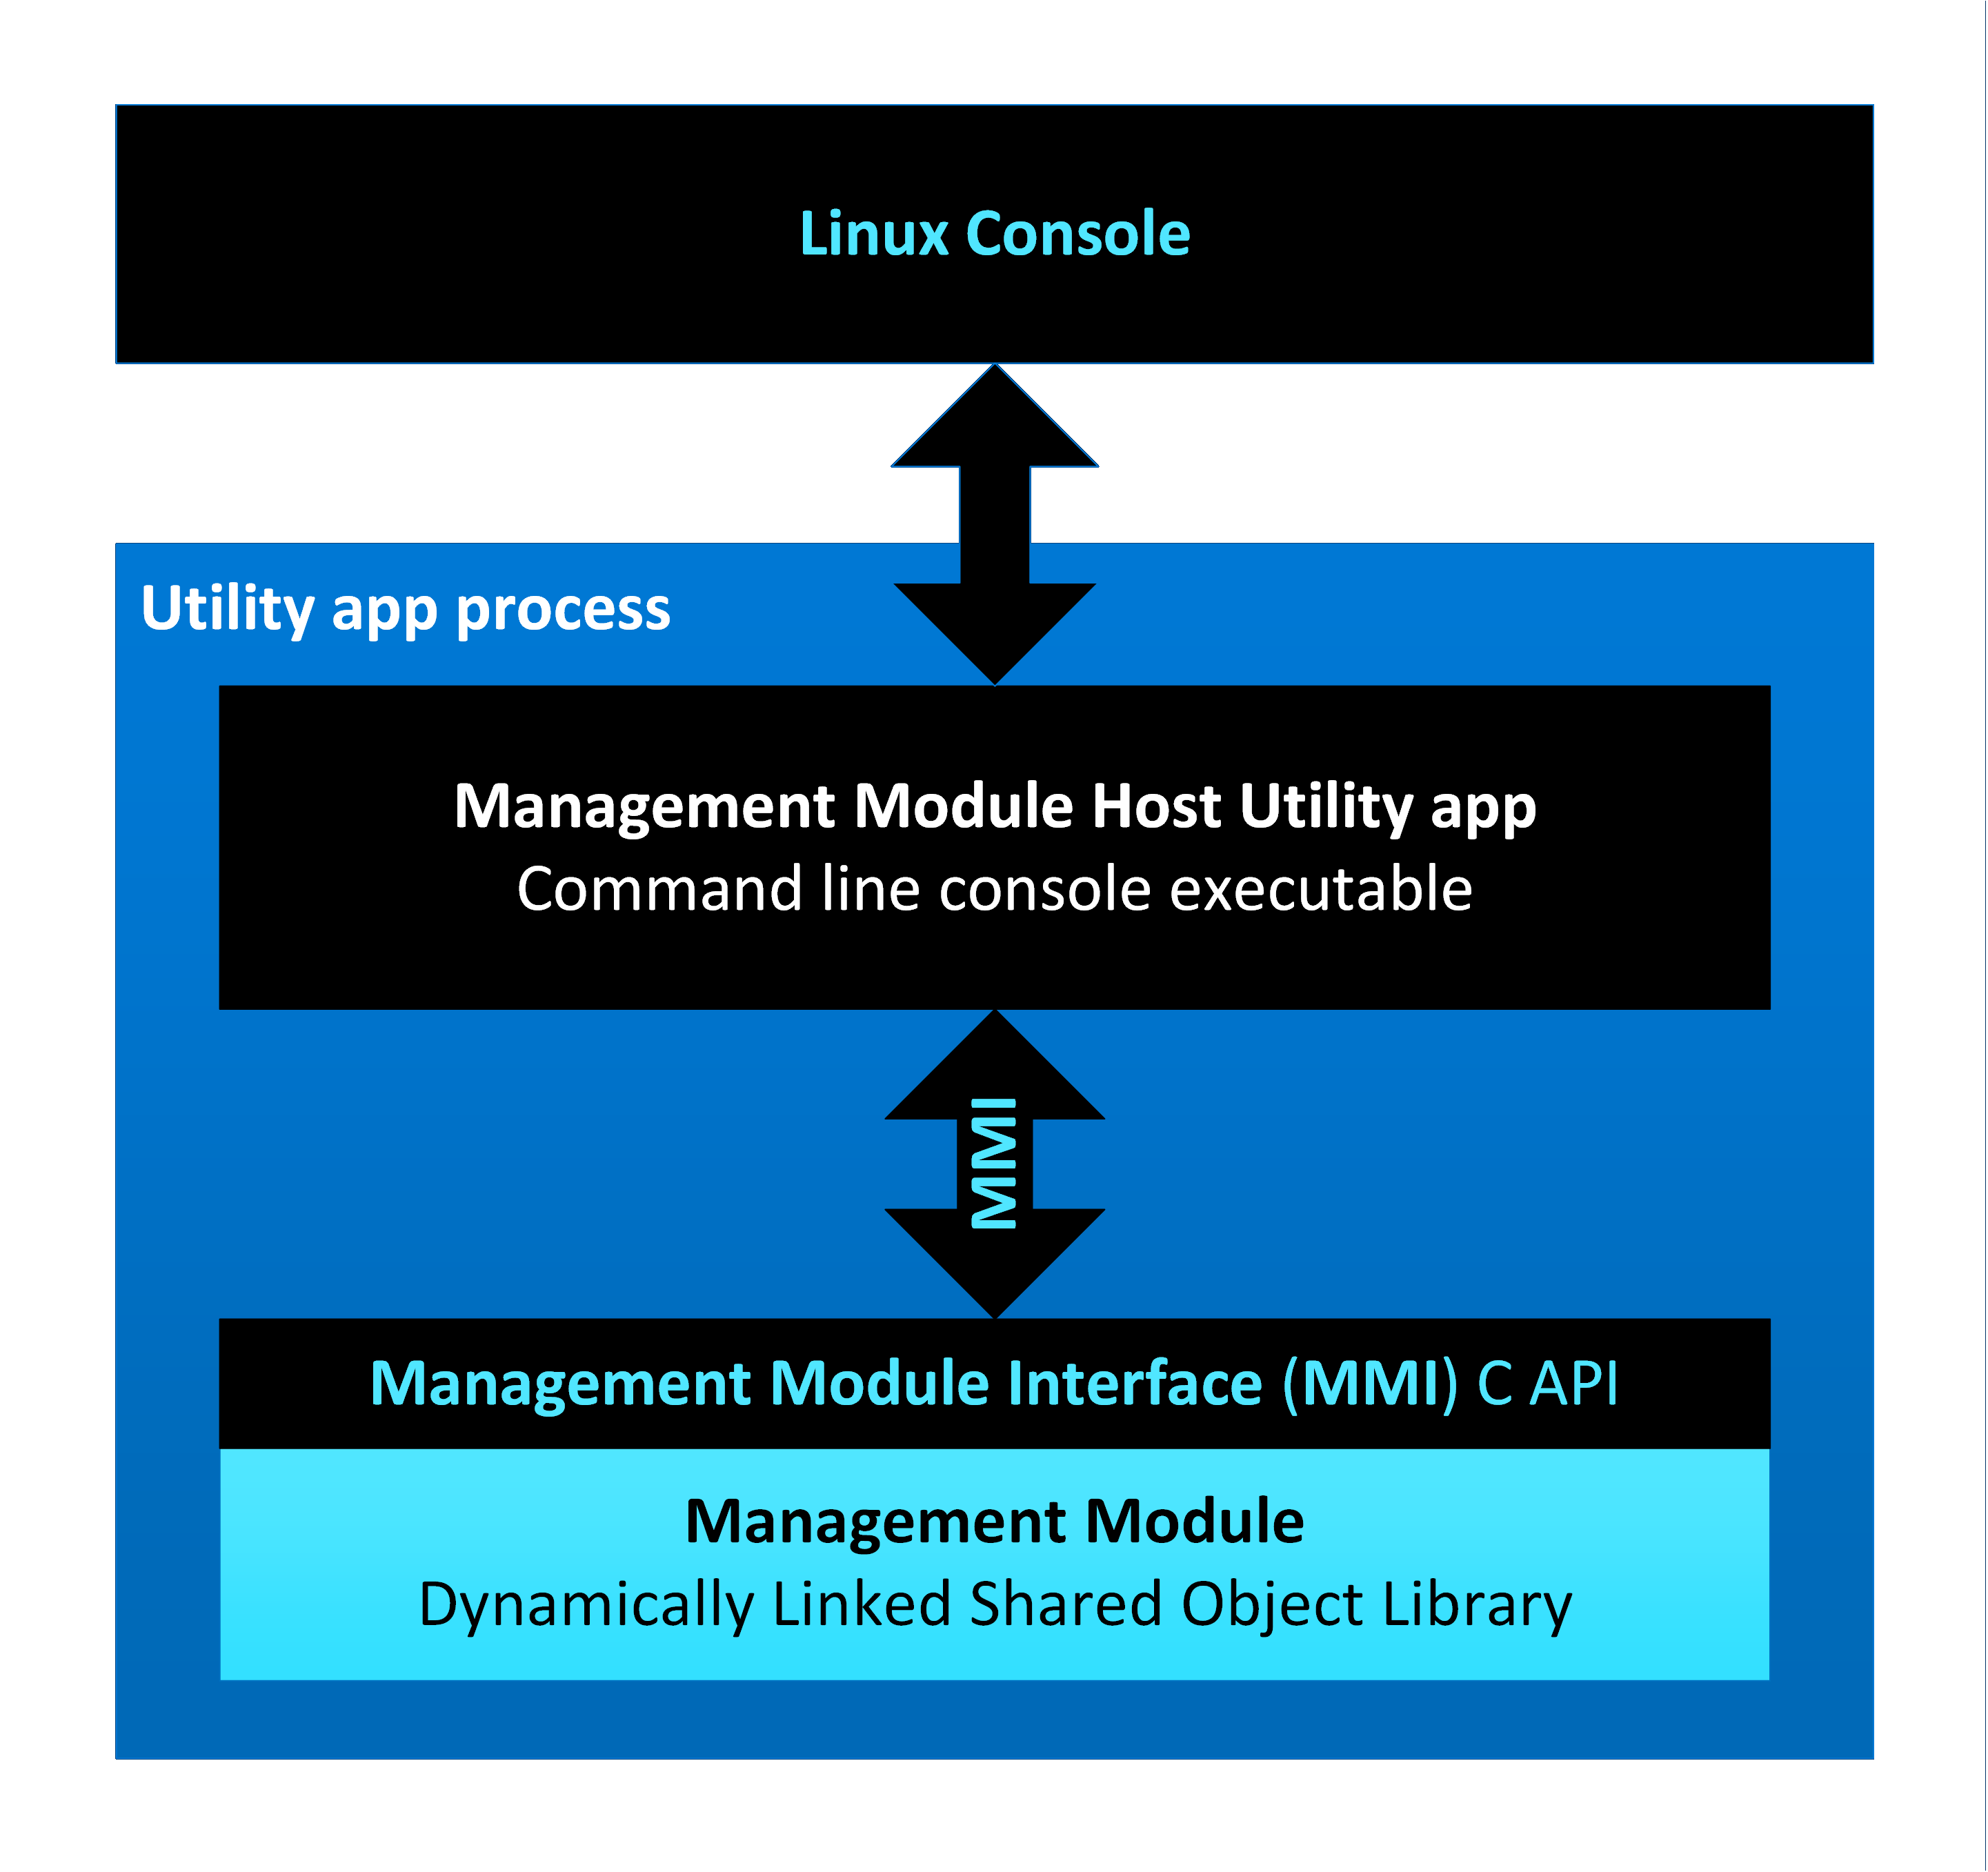 Linux Console
Utility app process
Management Module Host Utility app
Command line console executable
MMI
Management Module Interface (MMI) C API
Management Module
Dynamically Linked Shared Object Library